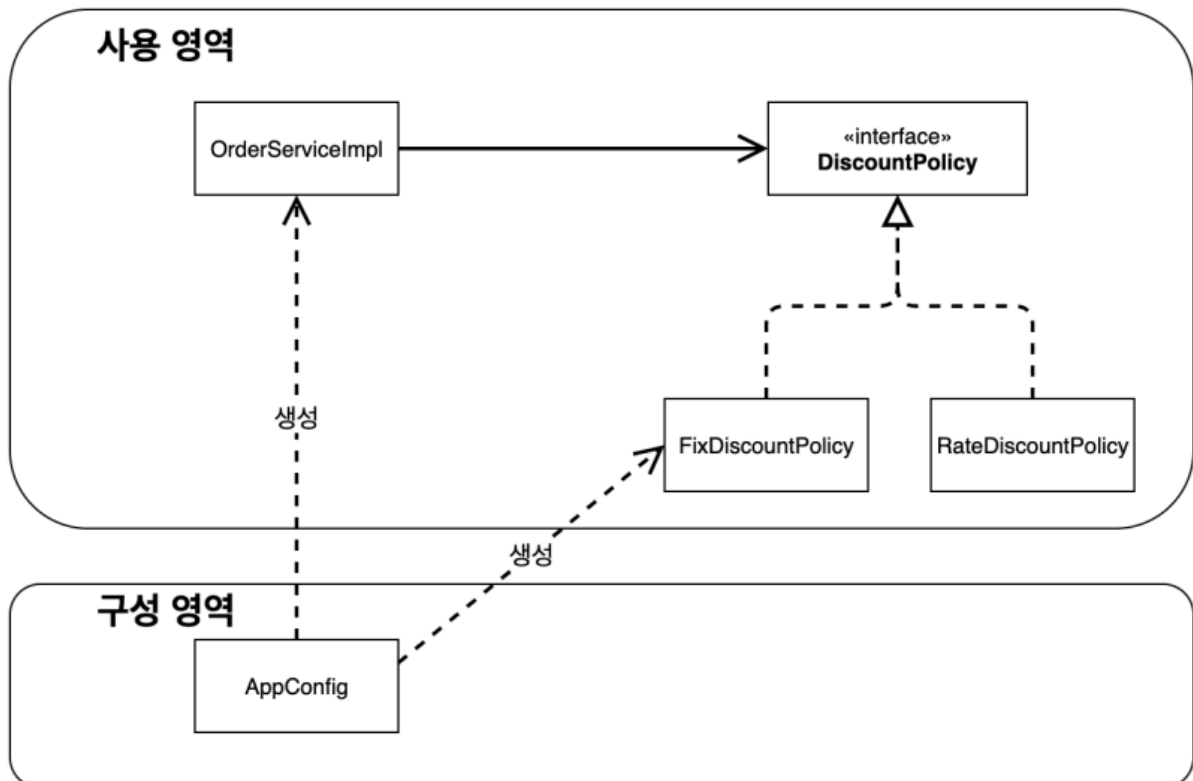 사용 영역
OrderServiceImpl
«interface»
DiscountPolicy
생성
FixDiscountPolicy
RateDiscountPolicy
생성
구성 영역
AppConfig